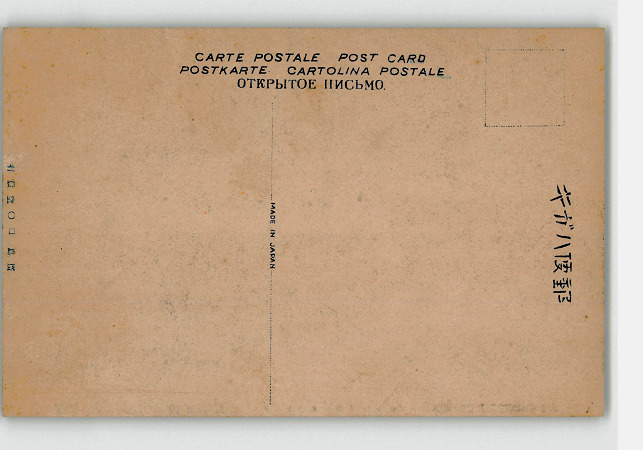 CARTE POSTALE POST CARD
POSTKARTE CARTOLINA POSTALE
ОТКРЫТОЕ ПИСЬМО.
MADE IN JAPAN
キガハ便郵